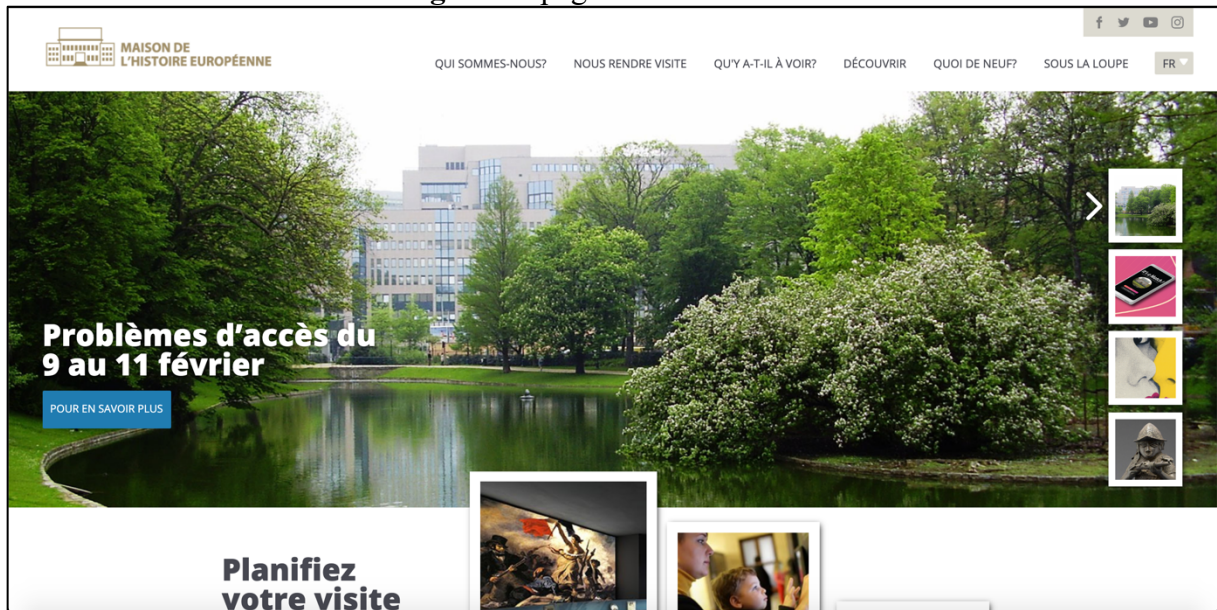 MAISON DE
L'HISTOIRE EUROPÉENNE
QUI SOMMES-NOUS? NOUS RENDRE VISITE QU'Y A-T-IL À VOIR? DÉCOUVRIR QUOI DE NEUF? SOUS LA LOUPE FR
Problèmes d'accès du
9 au 11 février
POUR EN SAVOIR PLUS
Planifiez
votre visite